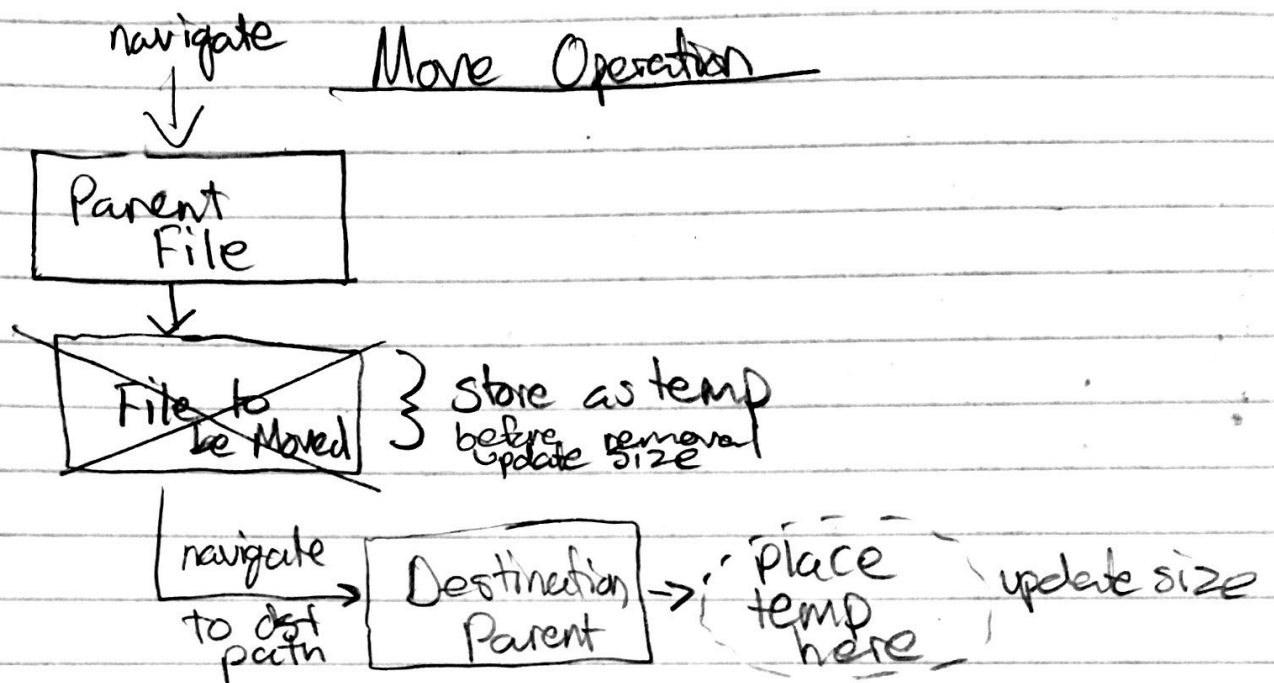 navigate
Move Operation
Parent
File
File to
be Moved
store as temp
before removal
update size
navigate
to dst
path
Destination
Parent
place
temp
here
update size